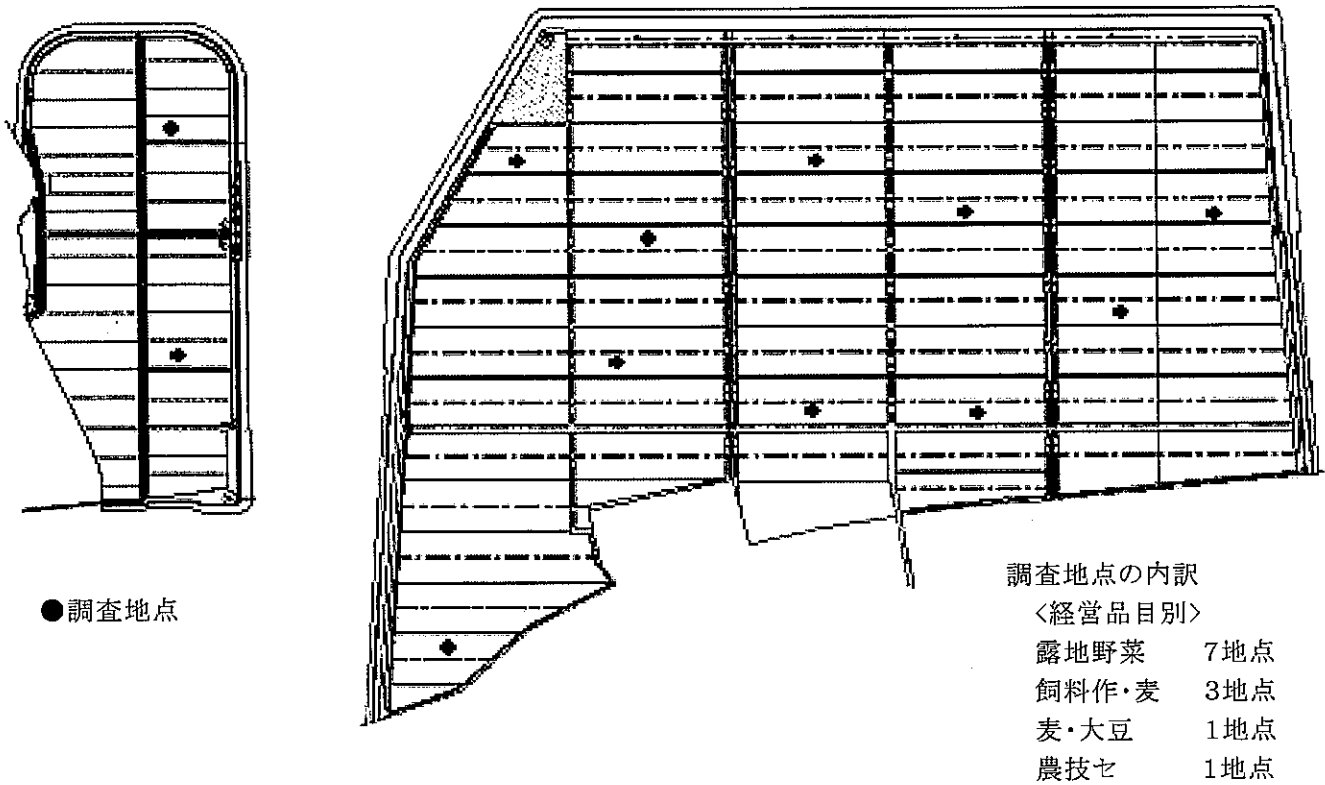 ●調査地点
調査地点の内訳
<経営品目別>
露地野菜 7地点
飼料作・麦 3地点
麦・大豆 1地点
農技セ 1地点